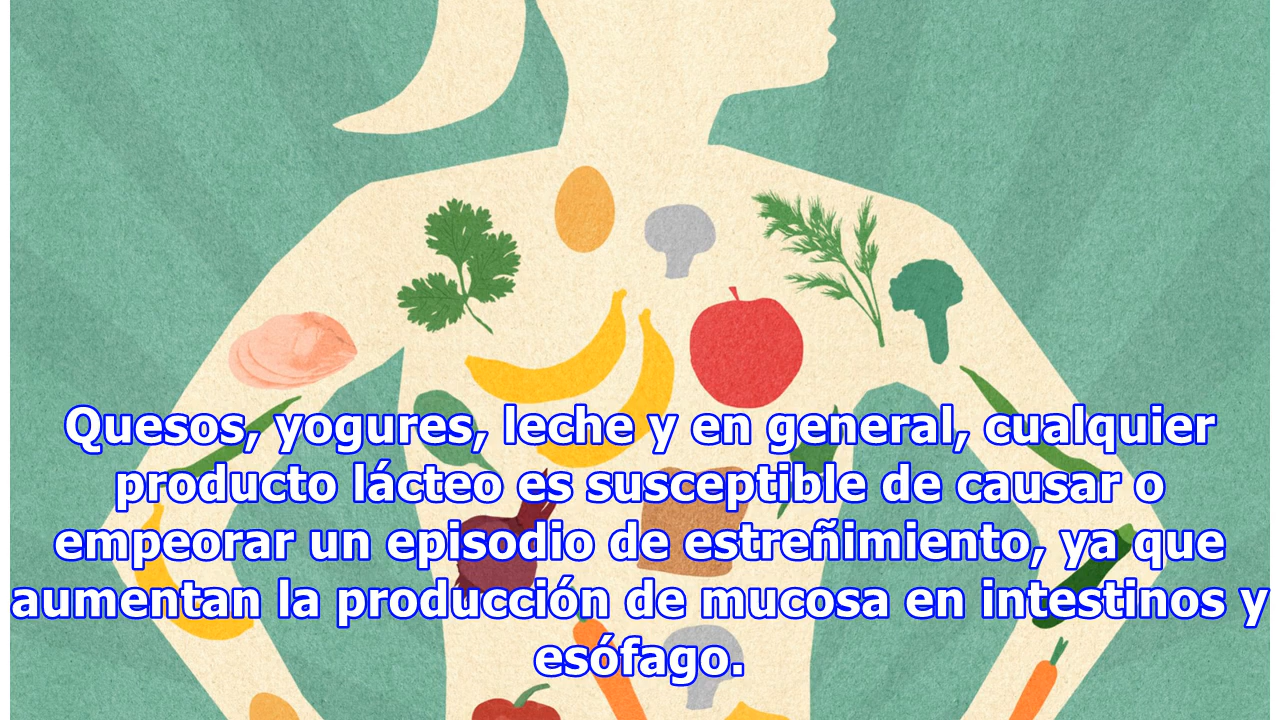 Quesos, yogures, leche y en general, cualquier
producto lácteo es susceptible de causar o
empeorar un episodio de estreñimiento, ya que
aumentan la producción de mucosa en intestinos y
esófago.